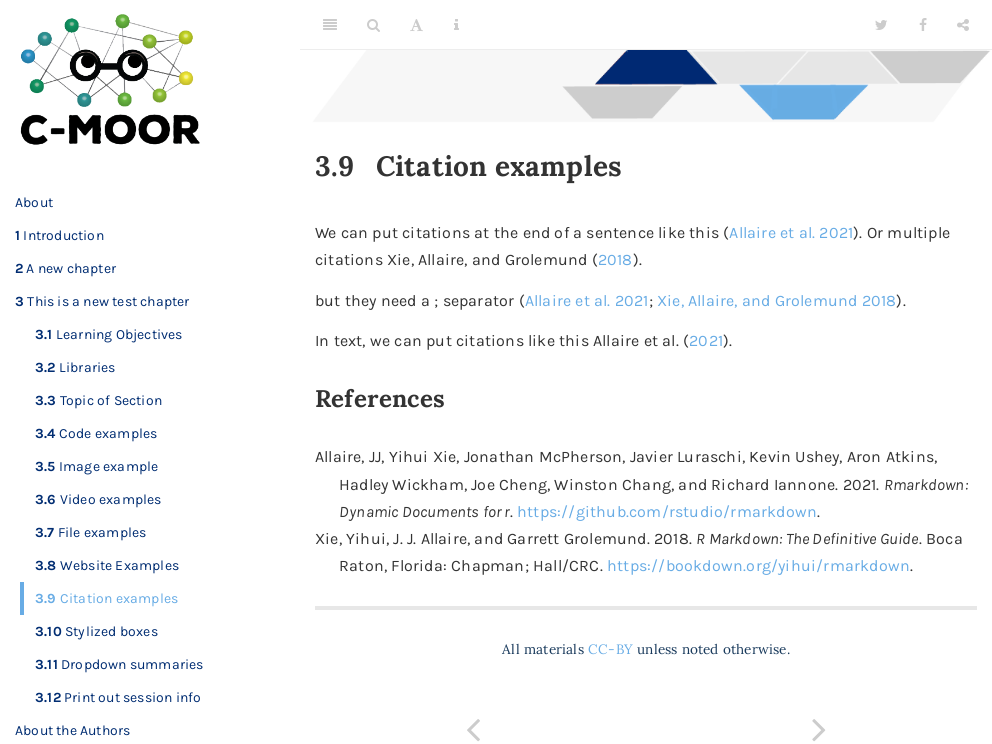 C-MOOR
About
1 Introduction
2 A new chapter
3 This is a new test chapter
3.1 Learning Objectives
3.2 Libraries
3.3 Topic of Section
3.4 Code examples
3.5 Image example
3.6 Video examples
3.7 File examples
3.8 Website Examples
3.9 Citation examples
3.10 Stylized boxes
3.11 Dropdown summaries
3.12 Print out session info
About the Authors
3.9 Citation examples
We can put citations at the end of a sentence like this (Allaire et al. 2021). Or multiple
citations Xie, Allaire, and Grolemund (2018).
but they need a ; separator (Allaire et al. 2021; Xie, Allaire, and Grolemund 2018).
In text, we can put citations like this Allaire et al. (2021).
References
Allaire, JJ, Yihui Xie, Jonathan McPherson, Javier Luraschi, Kevin Ushey, Aron Atkins,
Hadley Wickham, Joe Cheng, Winston Chang, and Richard Iannone. 2021. Rmarkdown:
Dynamic Documents for r. https://github.com/rstudio/rmarkdown.
Xie, Yihui, J. J. Allaire, and Garrett Grolemund. 2018. R Markdown: The Definitive Guide. Boca
Raton, Florida: Chapman; Hall/CRC. https://bookdown.org/yihui/rmarkdown.
All materials CC-BY unless noted otherwise.